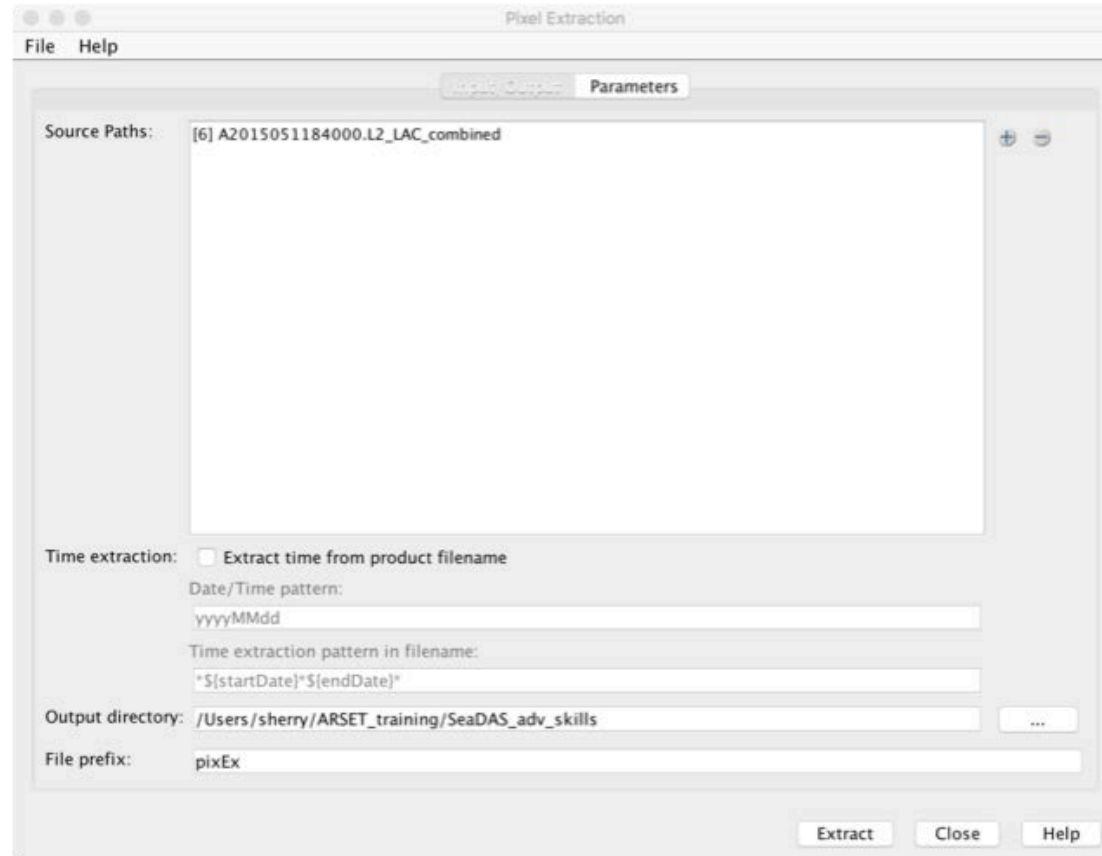 Pixel Extraction
File Help
Input/Output Parameters
Source Paths: [6] A2015051184000.L2_LAC_combined
Time extraction: Extract time from product filename
Date/Time pattern:
yyyyMMdd
Time extraction pattern in filename:
*${startDate}*${endDate}*
Output directory: /Users/sherry/ARSET_training/SeaDAS_adv_skills ...
File prefix: pixEx
Extract Close Help